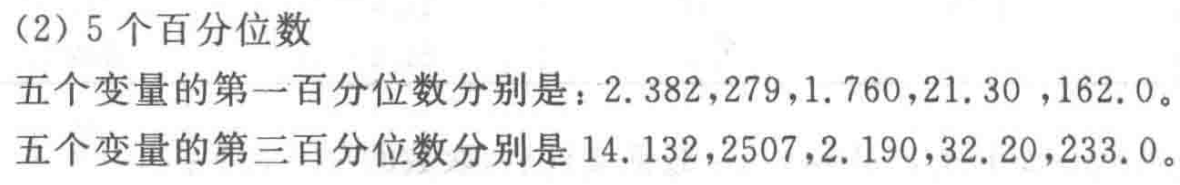 （2）5 个百分位数
五个变量的第一百分位数分别是：2.382,279,1.760,21.30 ,162.0。
五个变量的第三百分位数分别是 14.132,2507,2.190,32.20,233.0。